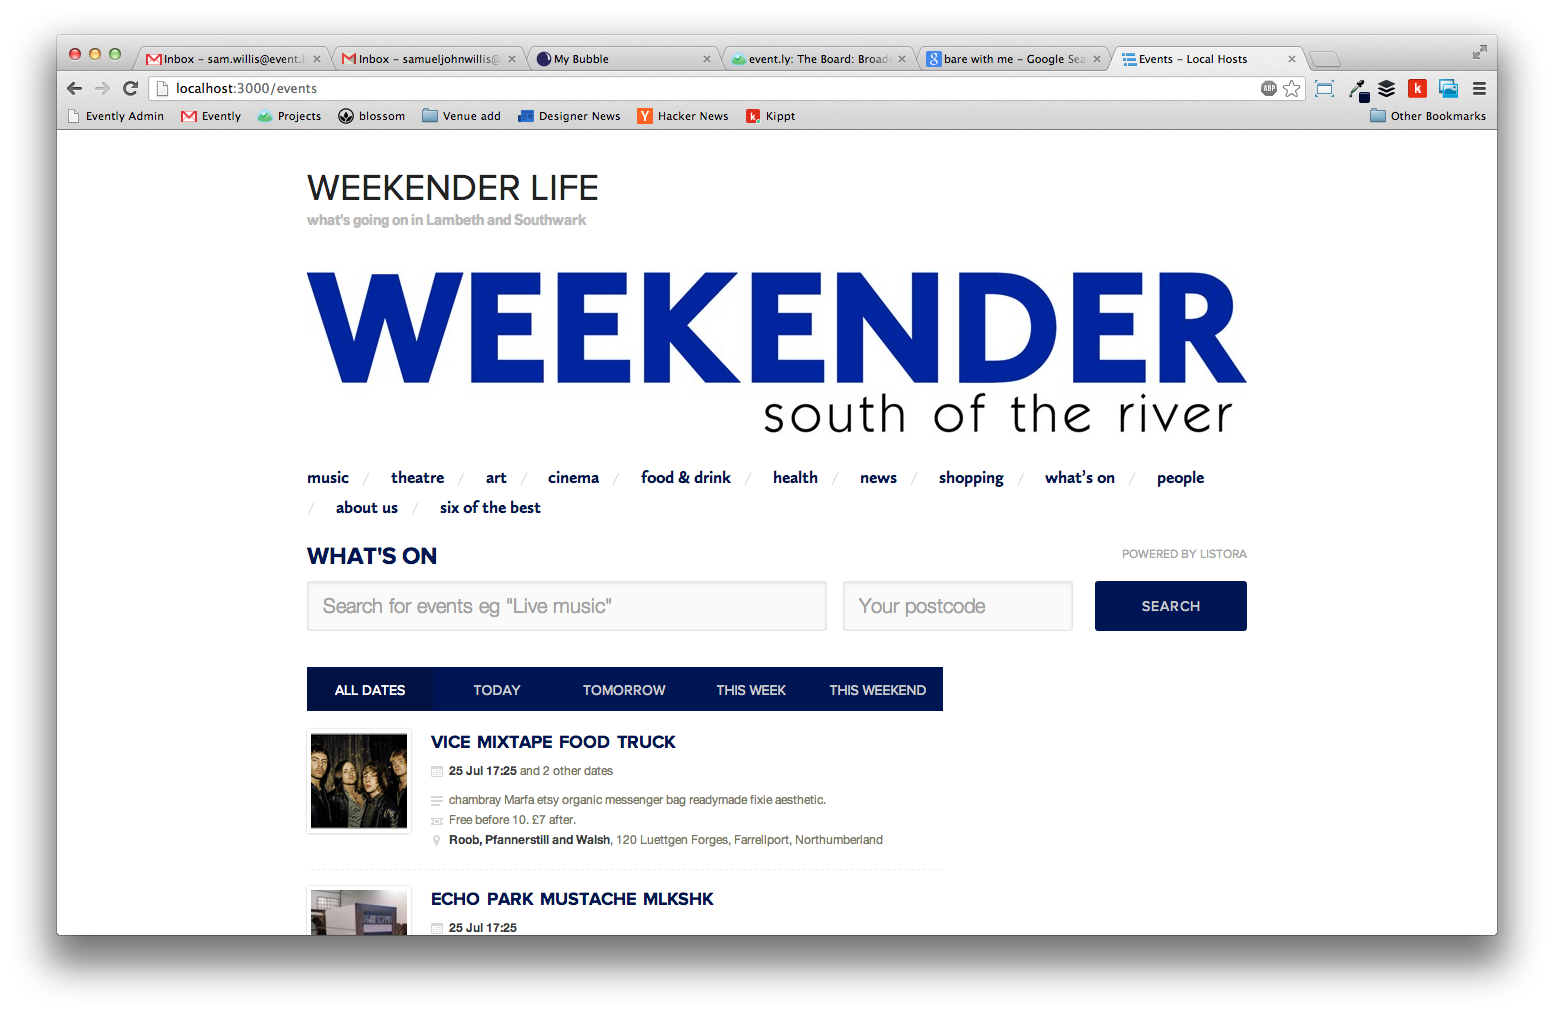 Inbox – sam.willis@event.
Inbox – samueljohnwillis@
My Bubble
event.ly: The Board: Broad
bare with me – Google Sea
Events – Local Hosts
localhost:3000/events
ABP
k
Evently Admin
Evently
Projects
blossom
Venue add
Designer News
Y Hacker News
k Kippt
Other Bookmarks
WEEKENDER LIFE
what's going on in Lambeth and Southwark
WEEKENDER
south of the river
music / theatre / art / cinema / food & drink / health / news / shopping / what's on / people
/ about us / six of the best
WHAT'S ON
POWERED BY LISTORA
Search for events eg "Live music"
Your postcode
SEARCH
ALL DATES TODAY TOMORROW THIS WEEK THIS WEEKEND
VICE MIXTAPE FOOD TRUCK
25 Jul 17:25 and 2 other dates
chambray Marfa etsy organic messenger bag readymade fixie aesthetic.
Free before 10. £7 after.
Roob, Pfannerstill and Walsh, 120 Luettgen Forges, Farrellport, Northumberland
ECHO PARK MUSTACHE MLKSHK
25 Jul 17:25